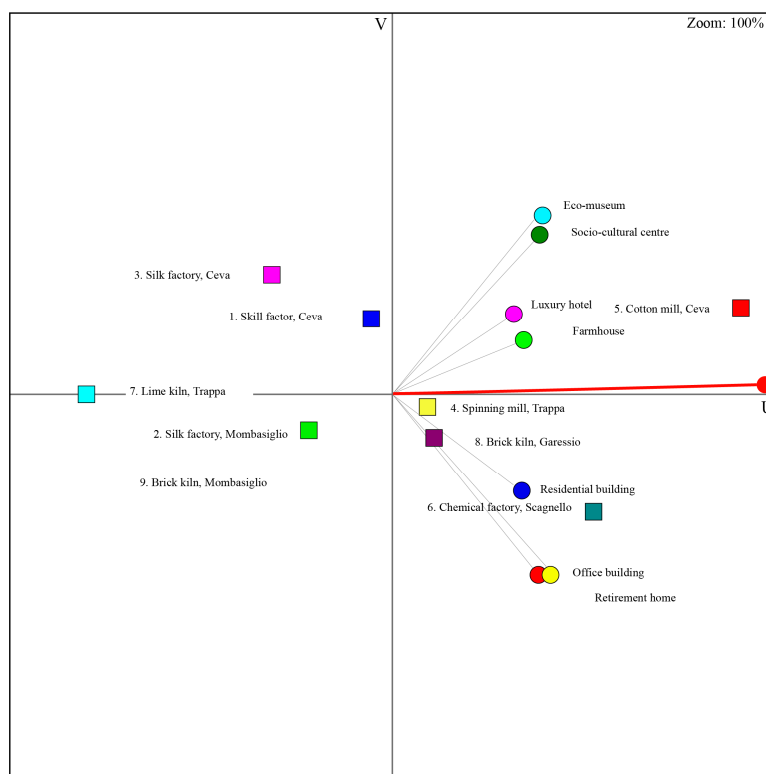 V
Zoom: 100%
Eco-museum
Socio-cultural centre
3. Silk factory, Ceva
Luxury hotel
5. Cotton mill, Ceva
1. Skill factor, Ceva
Farmhouse
7. Lime kiln, Trappa
U
4. Spinning mill, Trappa
2. Silk factory, Mombasiglio
8. Brick kiln, Garessio
9. Brick kiln, Mombasiglio
Residential building
6. Chemical factory, Scagnello
Office building
Retirement home